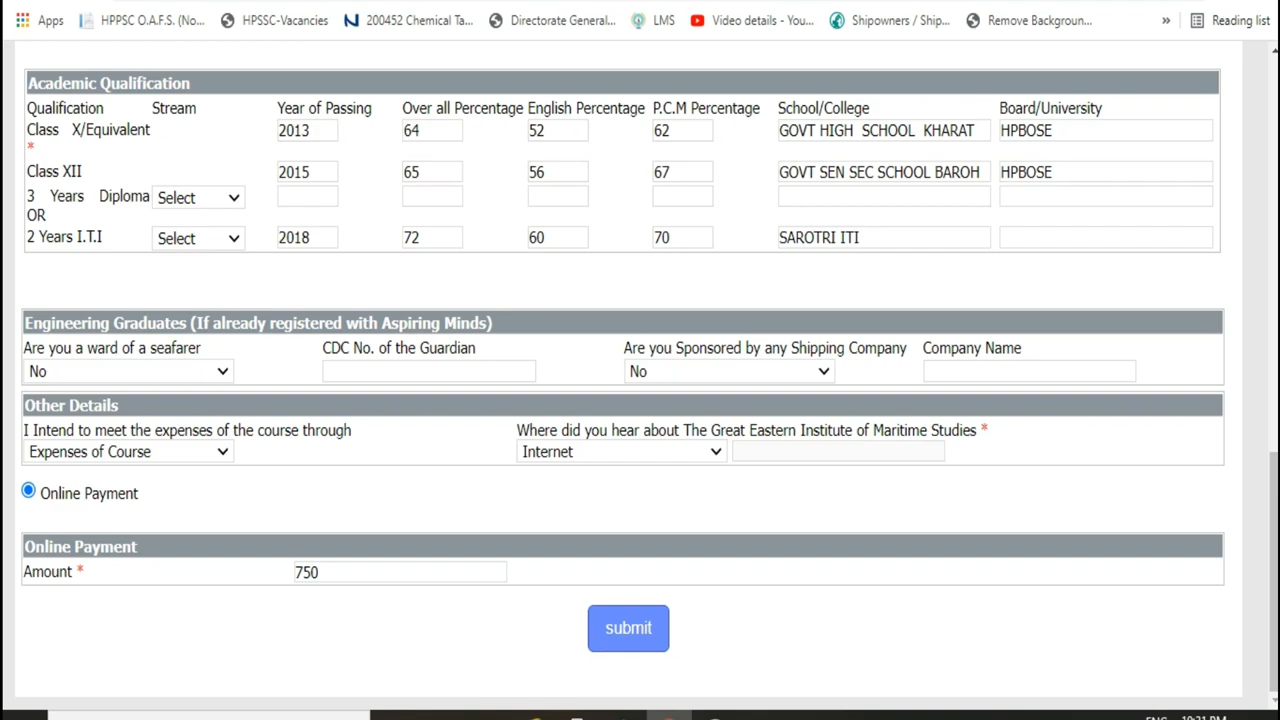 Apps HPPSC O.A.F.S. (No... HPSSC-Vacancies 200452 Chemical Ta... Directorate General... LMS Video details - You... Shipowners / Ship... Remove Backgroun... » Reading list
Academic Qualification
Qualification Stream Year of Passing Over all Percentage English Percentage P.C.M Percentage School/College Board/University
Class X/Equivalent 2013 64 52 62 GOVT HIGH SCHOOL KHARAT HPBOSE
*
Class XII 2015 65 56 67 GOVT SEN SEC SCHOOL BAROH HPBOSE
3 Years Diploma Select
OR
2 Years I.T.I Select 2018 72 60 70 SAROTRI ITI
Engineering Graduates (If already registered with Aspiring Minds)
Are you a ward of a seafarer CDC No. of the Guardian Are you Sponsored by any Shipping Company Company Name
No No
Other Details
I Intend to meet the expenses of the course through Where did you hear about The Great Eastern Institute of Maritime Studies *
Expenses of Course Internet
Online Payment
Online Payment
Amount * 750
submit